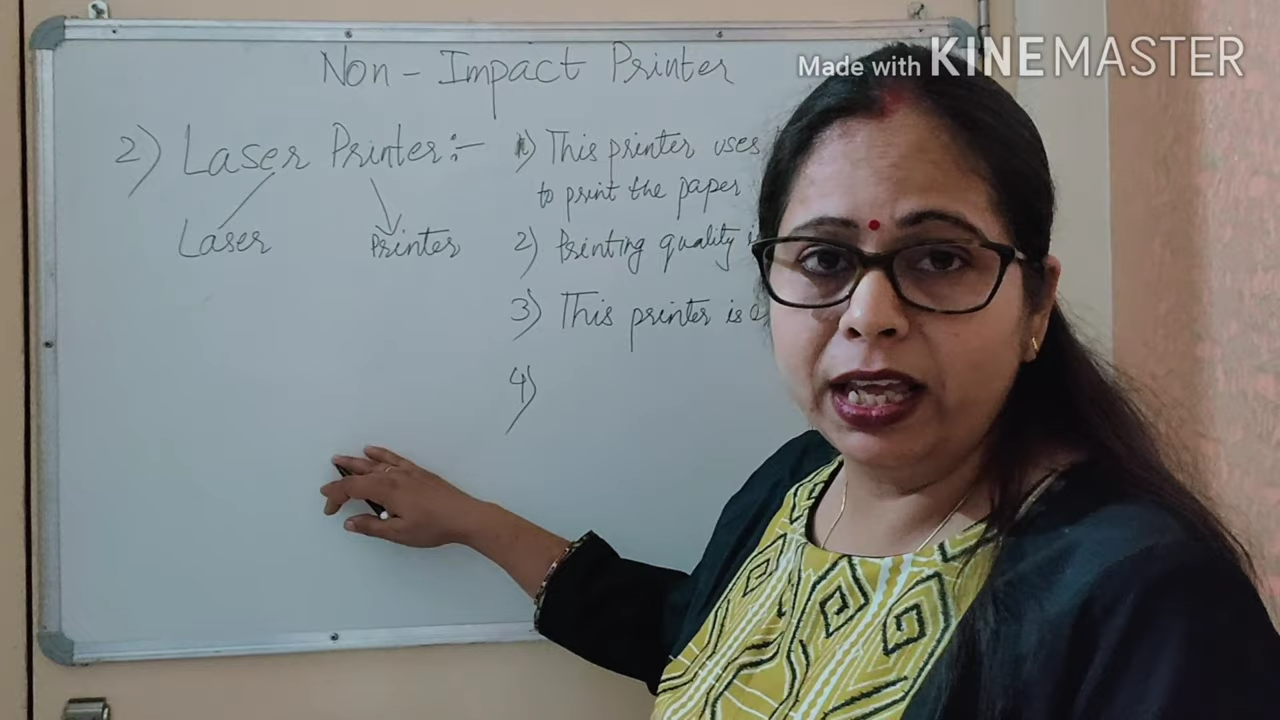 Non - Impact Printer
Made with KINEMASTER
2) Laser Printer :-
Laser
Printer
1) This printer uses
to print the paper
2) Printing quality
3) This printer is
4)